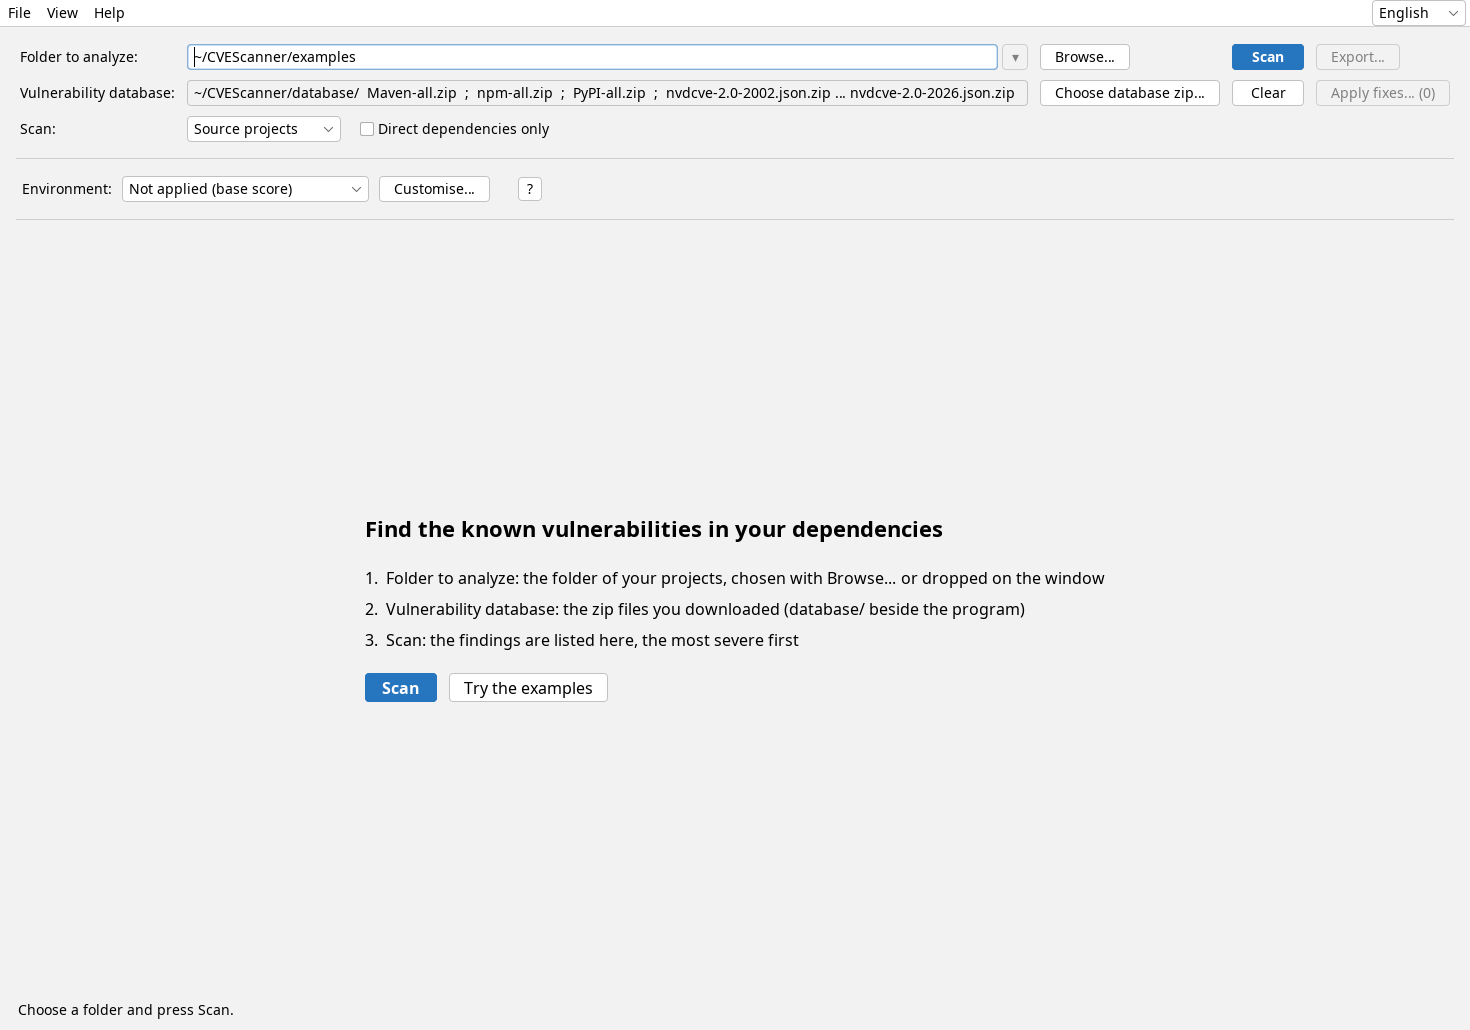 File View Help English
Folder to analyze: ~/CVEScanner/examples ▾ Browse... Scan Export...
Vulnerability database: ~/CVEScanner/database/ Maven-all.zip ; npm-all.zip ; PyPI-all.zip ; nvdcve-2.0-2002.json.zip ... nvdcve-2.0-2026.json.zip Choose database zip... Clear Apply fixes... (0)
Scan: Source projects Direct dependencies only
Environment: Not applied (base score) Customise... ?
Find the known vulnerabilities in your dependencies
1. Folder to analyze: the folder of your projects, chosen with Browse... or dropped on the window
2. Vulnerability database: the zip files you downloaded (database/ beside the program)
3. Scan: the findings are listed here, the most severe first
Scan Try the examples
Choose a folder and press Scan.